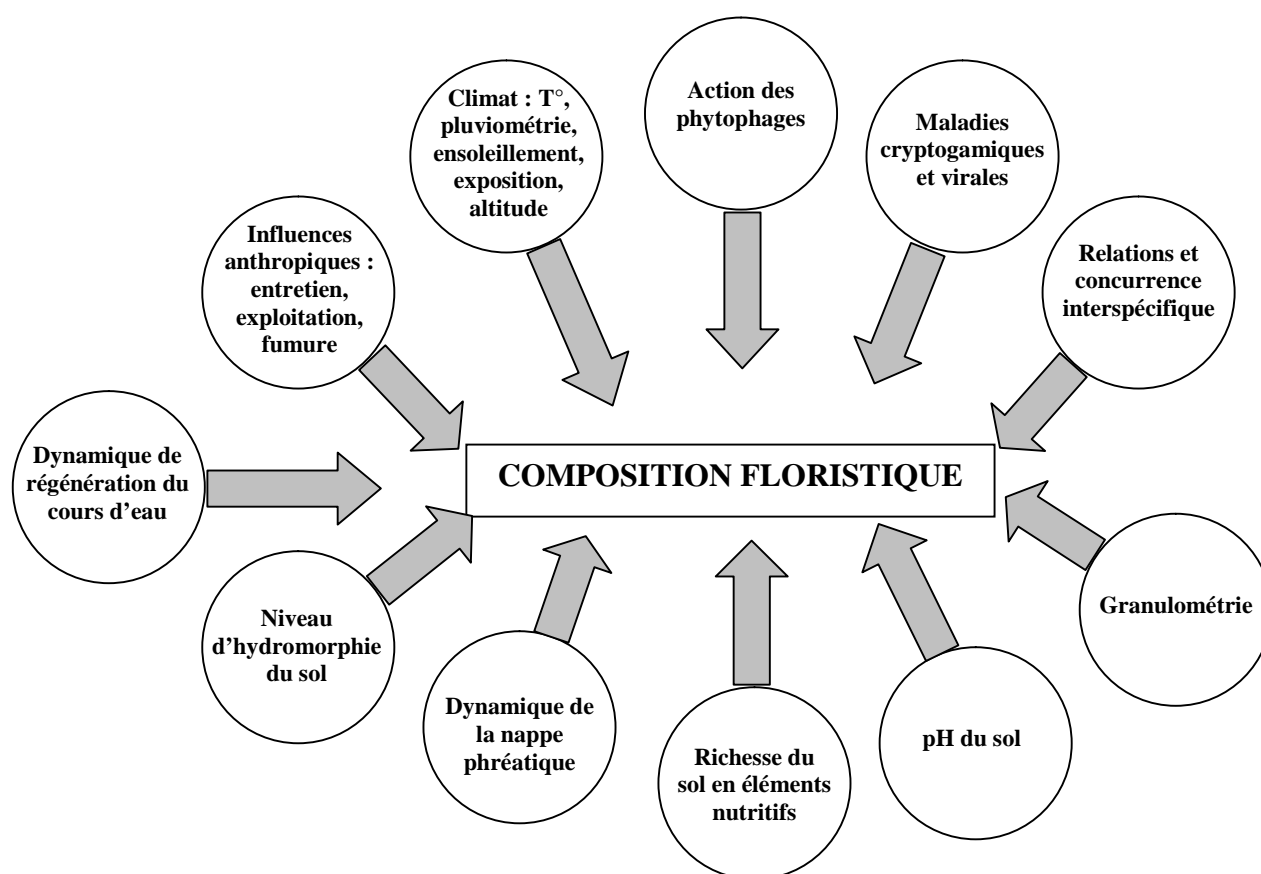 Action des
phytophages
Climat : T°,
pluviométrie,
ensoleillement,
exposition,
altitude
Maladies
cryptogamiques
et virales
Influences
anthropiques :
entretien,
exploitation,
fumure
Relations et
concurrence
interspécifique
Dynamique de
régénération du
cours d’eau
COMPOSITION FLORISTIQUE
Granulométrie
Niveau
d’hydromorphie
du sol
Dynamique de
la nappe
phréatique
Richesse du
sol en éléments
nutritifs
pH du sol